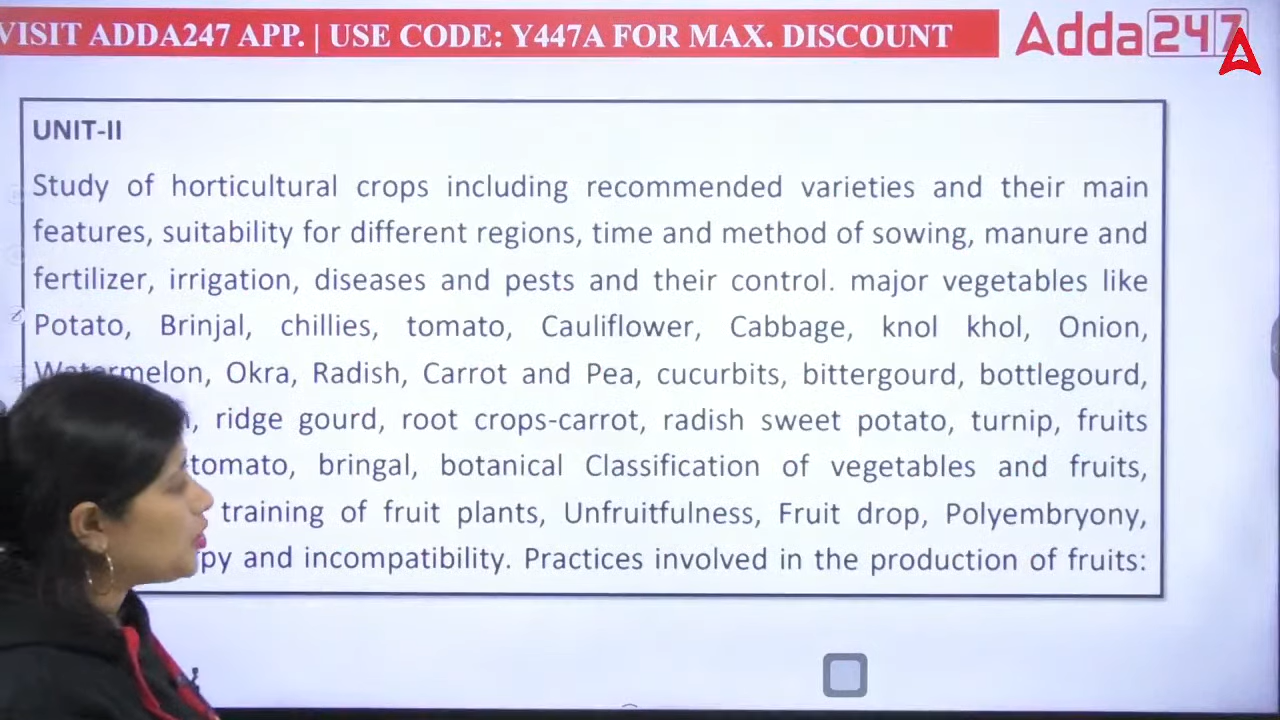 VISIT ADDA247 APP. | USE CODE: Y447A FOR MAX. DISCOUNT
Adda247
UNIT-II
Study of horticultural crops including recommended varieties and their main
features, suitability for different regions, time and method of sowing, manure and
fertilizer, irrigation, diseases and pests and their control. major vegetables like
Potato, Brinjal, chillies, tomato, Cauliflower, Cabbage, knol khol, Onion,
Watermelon, Okra, Radish, Carrot and Pea, cucurbits, bittergourd, bottlegourd,
ridge gourd, root crops-carrot, radish sweet potato, turnip, fruits
tomato, bringal, botanical Classification of vegetables and fruits,
training of fruit plants, Unfruitfulness, Fruit drop, Polyembryony,
and incompatibility. Practices involved in the production of fruits: